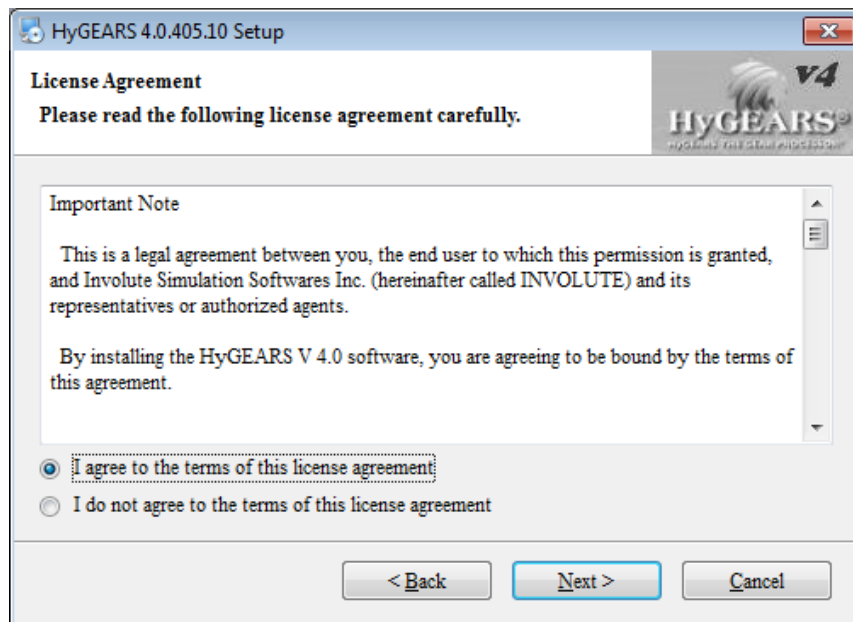 HyGEARS 4.0.405.10 Setup
License Agreement
Please read the following license agreement carefully.
V4
HyGEARS®
HYGEARS THE GEAR PROCESSOR®
Important Note
This is a legal agreement between you, the end user to which this permission is granted,
and Involute Simulation Softwares Inc. (hereinafter called INVOLUTE) and its
representatives or authorized agents.
By installing the HyGEARS V 4.0 software, you are agreeing to be bound by the terms of
this agreement.
I agree to the terms of this license agreement
I do not agree to the terms of this license agreement
< Back
Next >
Cancel